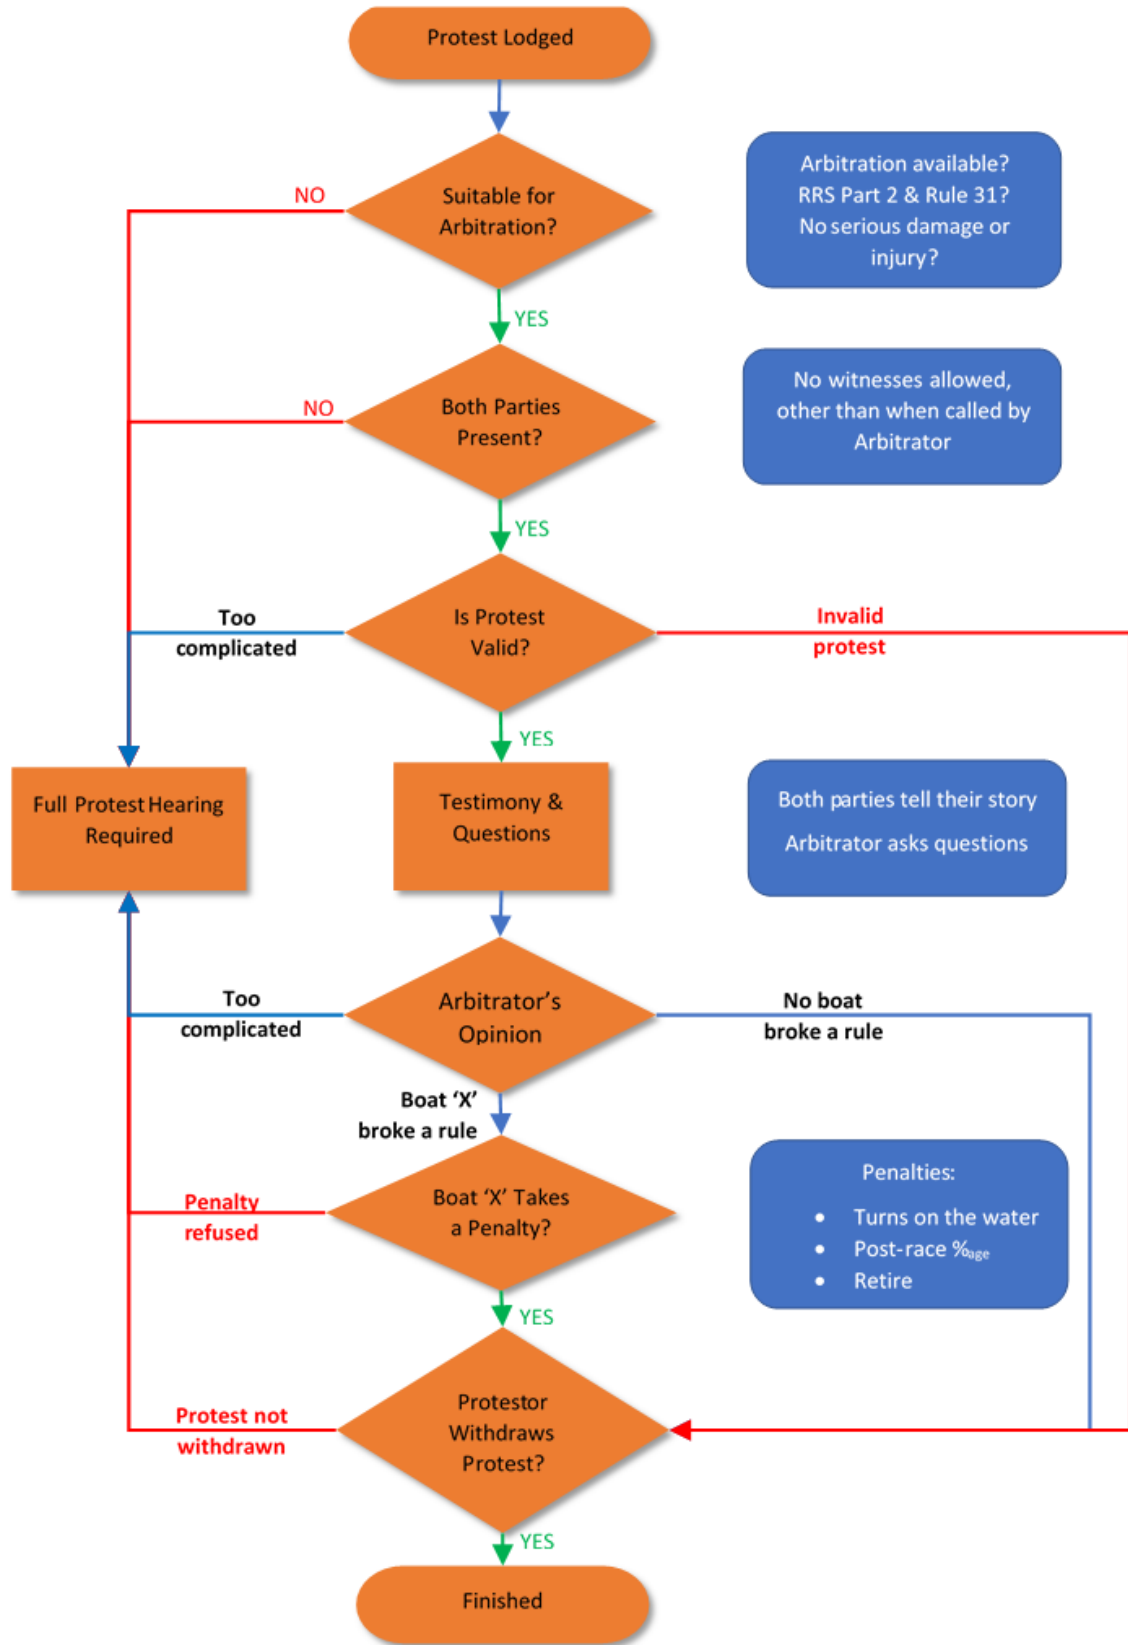 Protest Lodged
Suitable for
Arbitration?
NO
Arbitration available?
RRS Part 2 & Rule 31?
No serious damage or
injury?
YES
Both Parties
Present?
NO
No witnesses allowed,
other than when called by
Arbitrator
YES
Is Protest
Valid?
Too
complicated
Invalid
protest
YES
Full Protest Hearing
Required
Testimony &
Questions
Both parties tell their story
Arbitrator asks questions
Arbitrator’s
Opinion
Too
complicated
No boat
broke a rule
Boat ‘X’
broke a rule
Boat ‘X’ Takes
a Penalty?
Penalty
refused
Penalties:
• Turns on the water
• Post-race %age
• Retire
YES
Protestor
Withdraws
Protest?
Protest not
withdrawn
YES
Finished